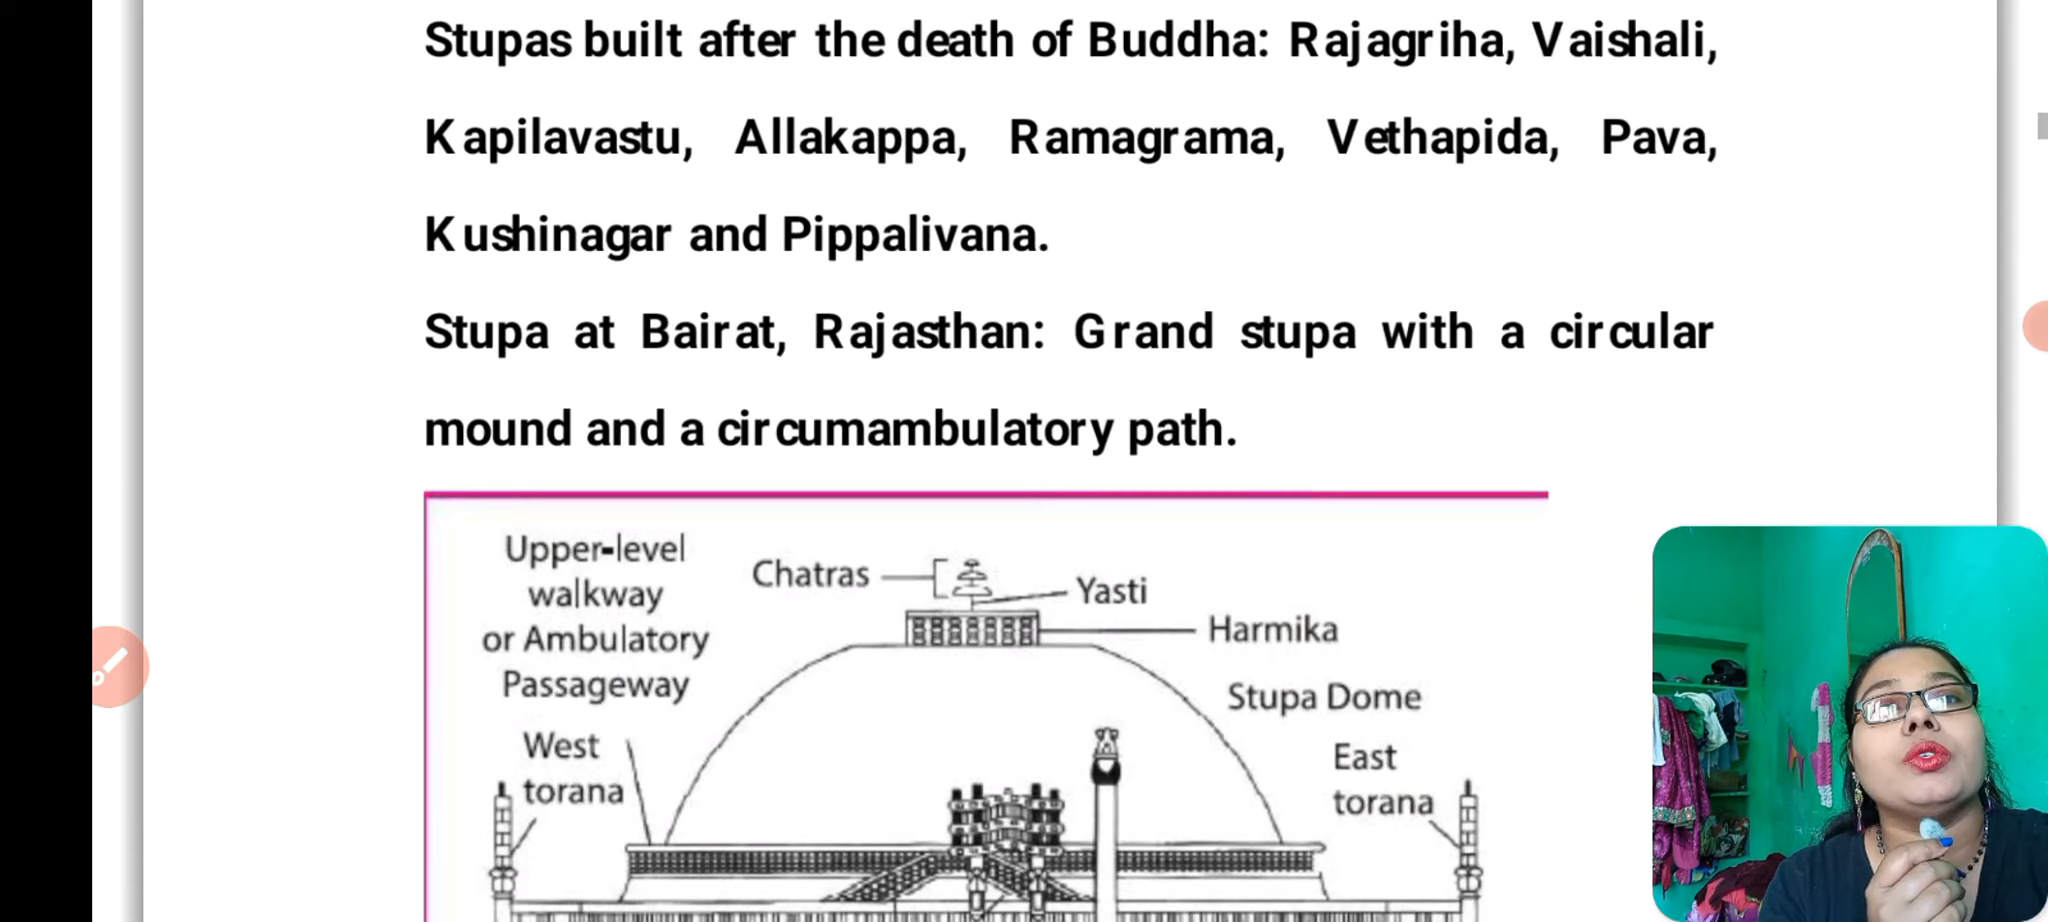 Stupas built after the death of Buddha: Rajagriha, Vaishali,
Kapilavastu, Allakappa, Ramagrama, Vethapida, Pava,
Kushinagar and Pippalivana.
Stupa at Bairat, Rajasthan: Grand stupa with a circular
mound and a circumambulatory path.
Upper-level
walkway
or Ambulatory
Passageway
Chatras
Yasti
Harmika
Stupa Dome
West
torana
East
torana